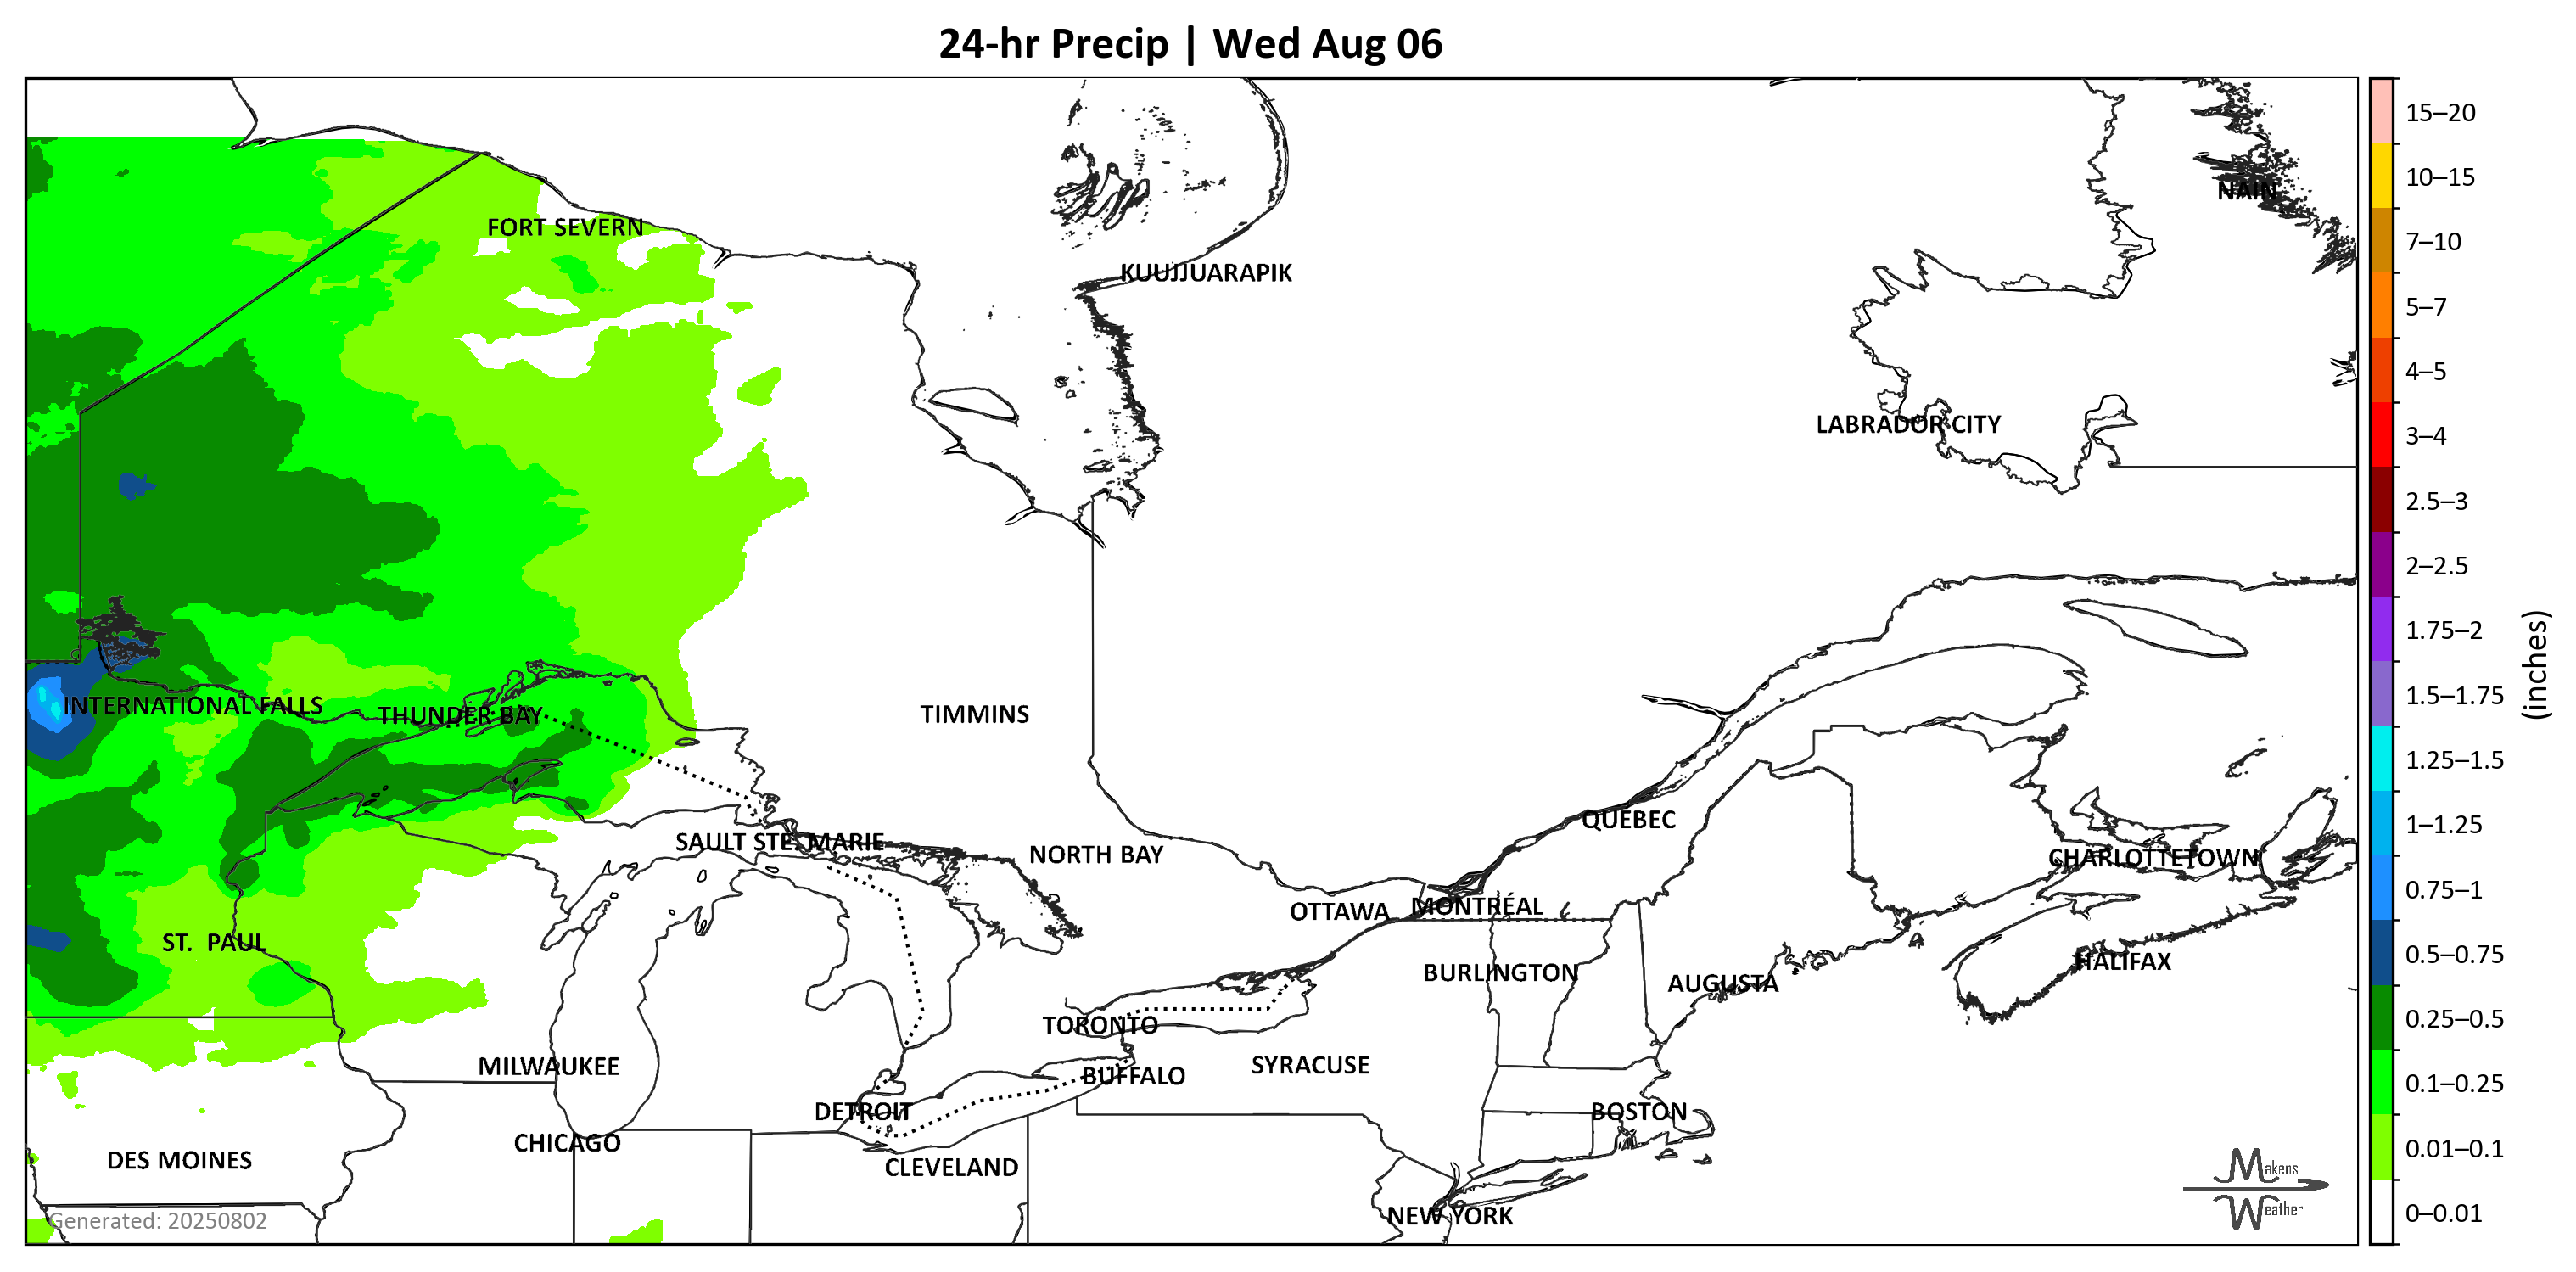 24-hr Precip | Wed Aug 06
NAIN
FORT SEVERN
KUUJJUARAPIK
LABRADOR CITY
INTERNATIONAL FALLS
THUNDER BAY
TIMMINS
QUEBEC
SAULT STE. MARIE
NORTH BAY
CHARLOTTETOWN
OTTAWA
MONTRÉAL
ST. PAUL
HALIFAX
BURLINGTON
AUGUSTA
TORONTO
MILWAUKEE
SYRACUSE
BUFFALO
DETROIT
BOSTON
CHICAGO
DES MOINES
CLEVELAND
NEW YORK
Generated: 20250802
Makens
Weather
15–20
10–15
7–10
5–7
4–5
3–4
2.5–3
2–2.5
1.75–2
1.5–1.75
1.25–1.5
1–1.25
0.75–1
0.5–0.75
0.25–0.5
0.1–0.25
0.01–0.1
0–0.01
(inches)